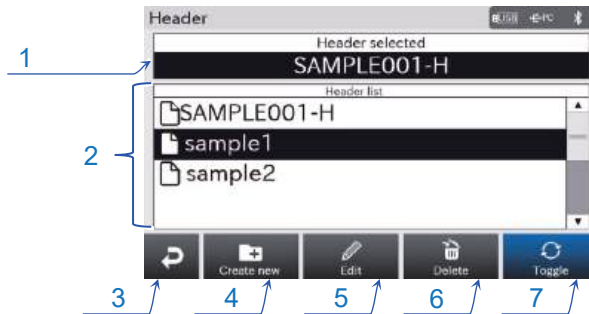 Header
USB PC
Header selected
1
SAMPLE001-H
Header list
SAMPLE001-H
2
sample1
sample2
Create new
Edit
Delete
Toggle
3
4
5
6
7